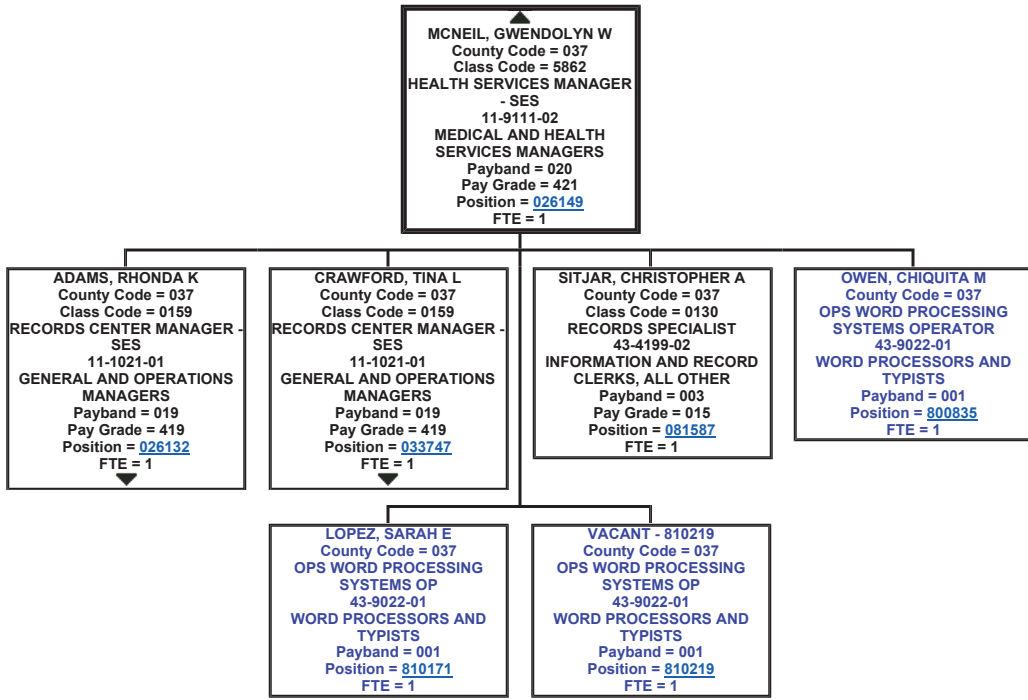 MCNEIL, GWENDOLYN W
County Code = 037
Class Code = 5862
HEALTH SERVICES MANAGER
- SES
11-9111-02
MEDICAL AND HEALTH
SERVICES MANAGERS
Payband = 020
Pay Grade = 421
Position = 026149
FTE = 1
ADAMS, RHONDA K
County Code = 037
Class Code = 0159
RECORDS CENTER MANAGER -
SES
11-1021-01
GENERAL AND OPERATIONS
MANAGERS
Payband = 019
Pay Grade = 419
Position = 026132
FTE = 1
CRAWFORD, TINA L
County Code = 037
Class Code = 0159
RECORDS CENTER MANAGER -
SES
11-1021-01
GENERAL AND OPERATIONS
MANAGERS
Payband = 019
Pay Grade = 419
Position = 033747
FTE = 1
SITJAR, CHRISTOPHER A
County Code = 037
Class Code = 0130
RECORDS SPECIALIST
43-4199-02
INFORMATION AND RECORD
CLERKS, ALL OTHER
Payband = 003
Pay Grade = 015
Position = 081587
FTE = 1
OWEN, CHIQUITA M
County Code = 037
OPS WORD PROCESSING
SYSTEMS OPERATOR
43-9022-01
WORD PROCESSORS AND
TYPISTS
Payband = 001
Position = 800835
FTE = 1
LOPEZ, SARAH E
County Code = 037
OPS WORD PROCESSING
SYSTEMS OP
43-9022-01
WORD PROCESSORS AND
TYPISTS
Payband = 001
Position = 810171
FTE = 1
VACANT - 810219
County Code = 037
OPS WORD PROCESSING
SYSTEMS OP
43-9022-01
WORD PROCESSORS AND
TYPISTS
Payband = 001
Position = 810219
FTE = 1